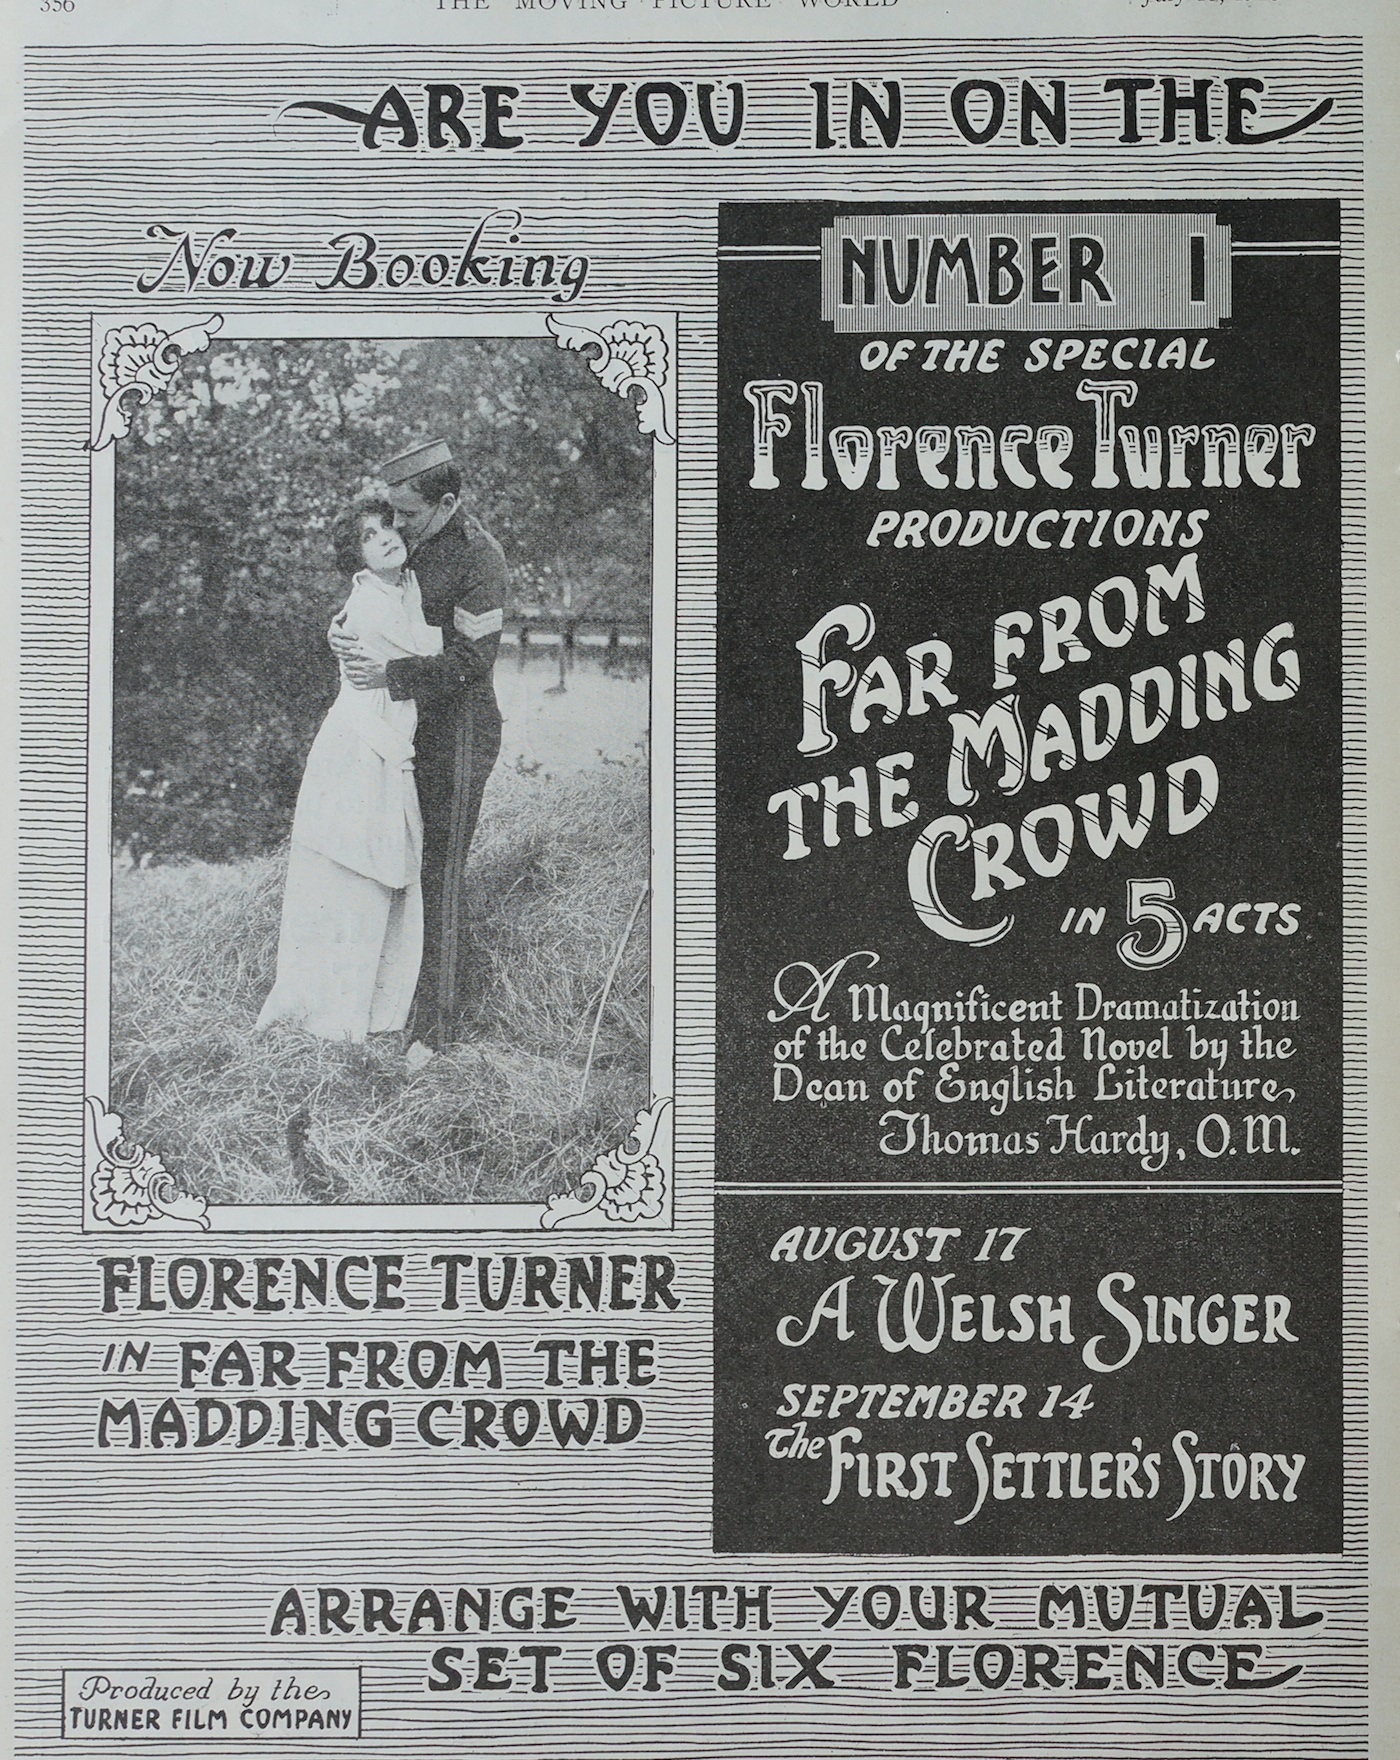 356
THE MOVING PICTURE WORLD
ARE YOU IN ON THE
Now Booking
NUMBER 1
OF THE SPECIAL
Florence Turner
PRODUCTIONS
FAR FROM
THE MADDING
CROWD
IN 5 ACTS
A Magnificent Dramatization
of the Celebrated Novel by the
Dean of English Literature,
Thomas Hardy, O.M.
AUGUST 17
A WELSH SINGER
SEPTEMBER 14
The FIRST SETTLER'S STORY
FLORENCE TURNER
IN FAR FROM THE
MADDING CROWD
ARRANGE WITH YOUR MUTUAL
SET OF SIX FLORENCE
Produced by the
TURNER FILM COMPANY